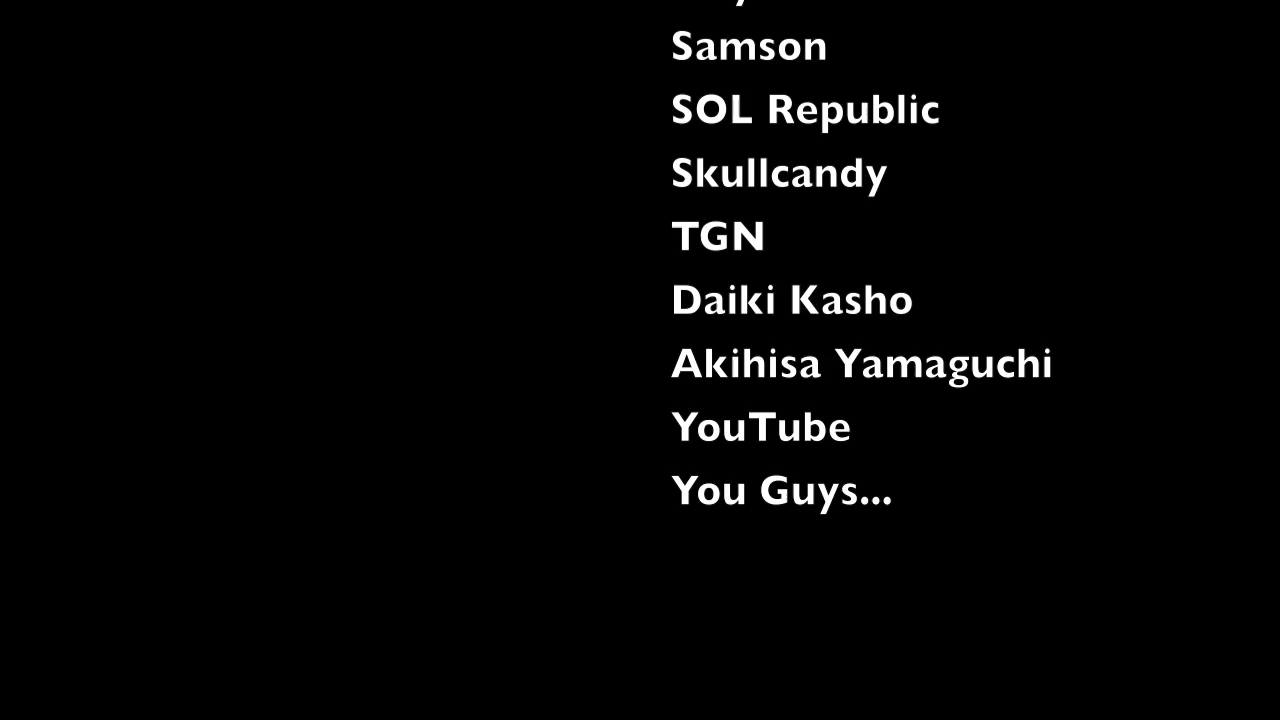 Samson
SOL Republic
Skullcandy
TGN
Daiki Kasho
Akihisa Yamaguchi
YouTube
You Guys...